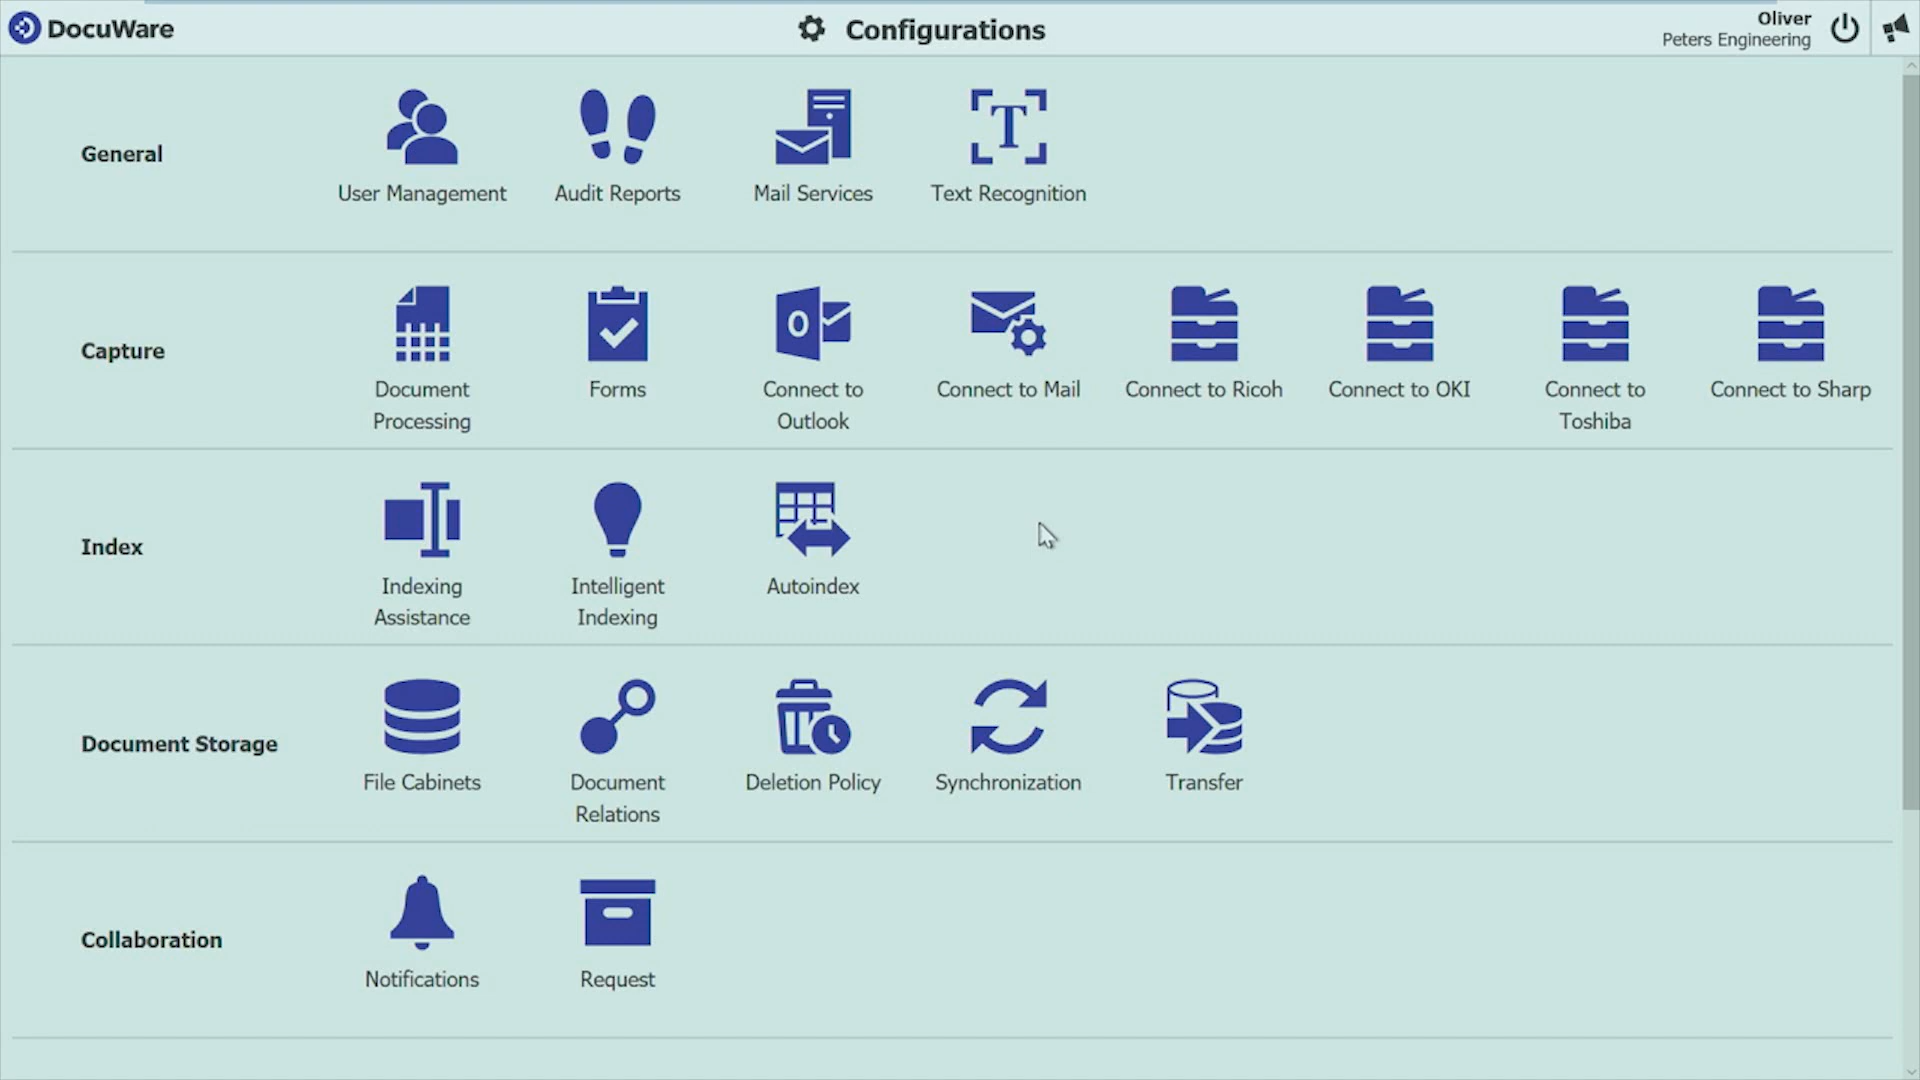 DocuWare
Configurations
Oliver
Peters Engineering
General
User Management
Audit Reports
Mail Services
Text Recognition
Capture
Document
Processing
Forms
Connect to
Outlook
Connect to Mail
Connect to Ricoh
Connect to OKI
Connect to
Toshiba
Connect to Sharp
Index
Indexing
Assistance
Intelligent
Indexing
Autoindex
Document Storage
File Cabinets
Document
Relations
Deletion Policy
Synchronization
Transfer
Collaboration
Notifications
Request